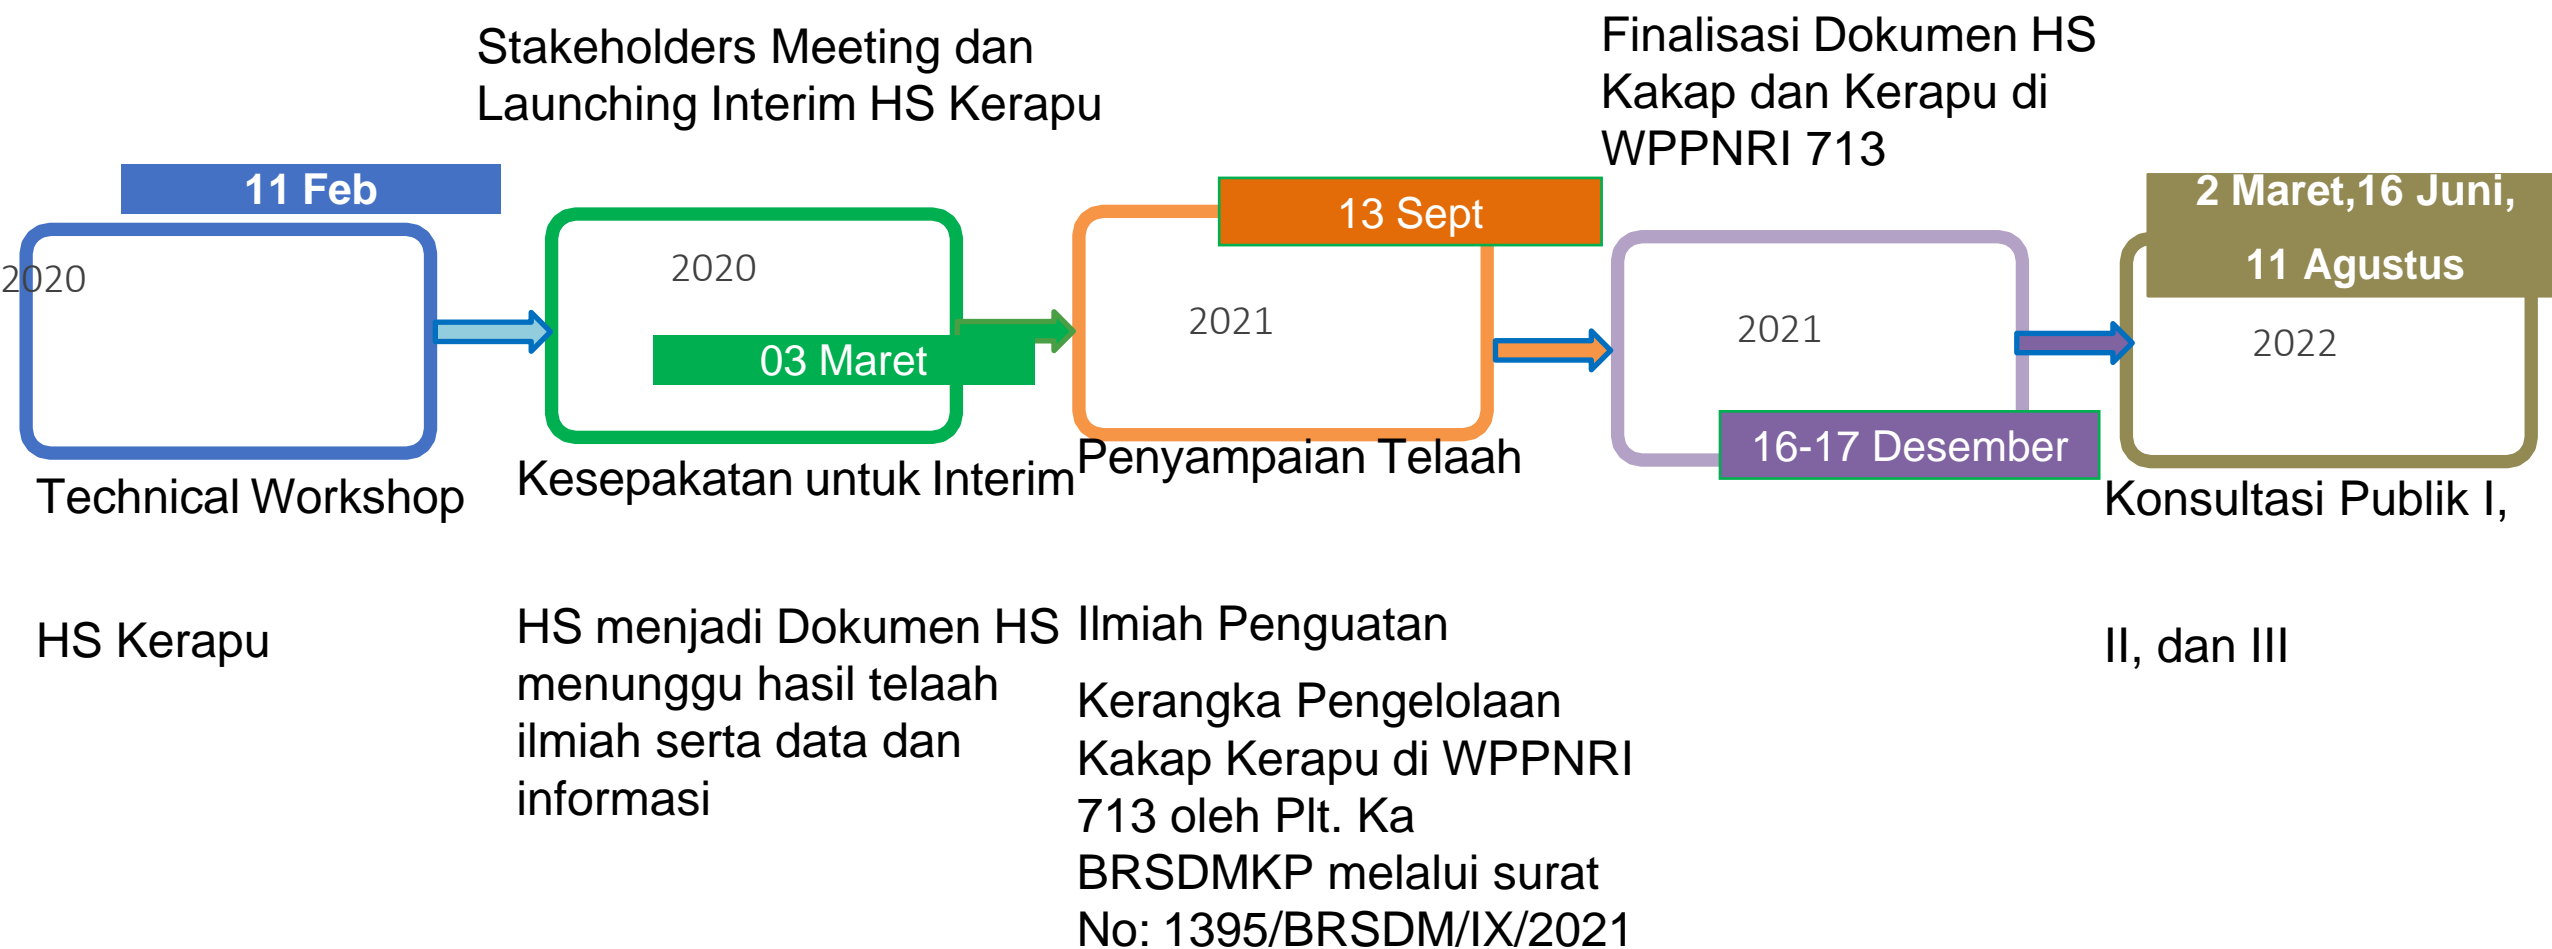 11 Feb
2020
Technical Workshop
HS Kerapu
Stakeholders Meeting dan
Launching Interim HS Kerapu
2020
03 Maret
Kesepakatan untuk Interim
HS menjadi Dokumen HS
menunggu hasil telaah
ilmiah serta data dan
informasi
13 Sept
2021
Penyampaian Telaah
Ilmiah Penguatan
Kerangka Pengelolaan
Kakap Kerapu di WPPNRI
713 oleh Plt. Ka
BRSDMKP melalui surat
No: 1395/BRSDM/IX/2021
Finalisasi Dokumen HS
Kakap dan Kerapu di
WPPNRI 713
2021
16-17 Desember
2 Maret,16 Juni,
11 Agustus
2022
Konsultasi Publik I,
II, dan III